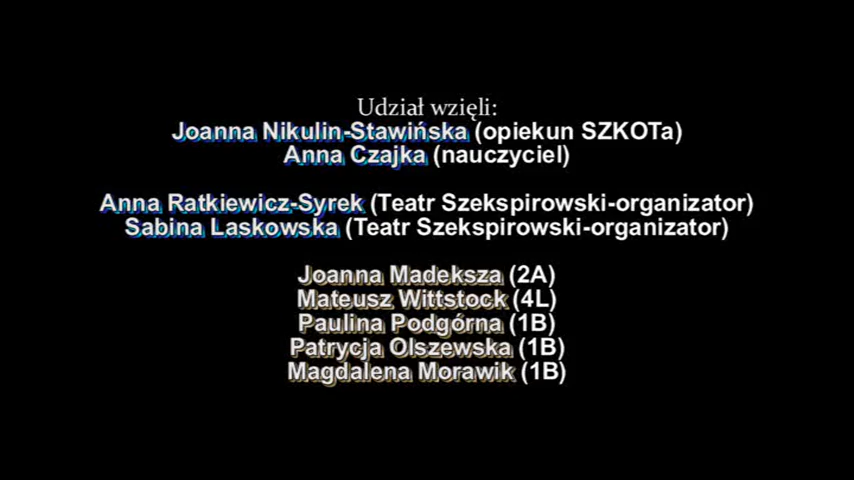 Udział wzięli:
Joanna Nikulin-Stawińska (opiekun SZKOTa)
Anna Czajka (nauczyciel)
Anna Ratkiewicz-Syrek (Teatr Szekspirowski-organizator)
Sabina Laskowska (Teatr Szekspirowski-organizator)
Joanna Madeksza (2A)
Mateusz Wittstock (4L)
Paulina Podgórna (1B)
Patrycja Olszewska (1B)
Magdalena Morawik (1B)